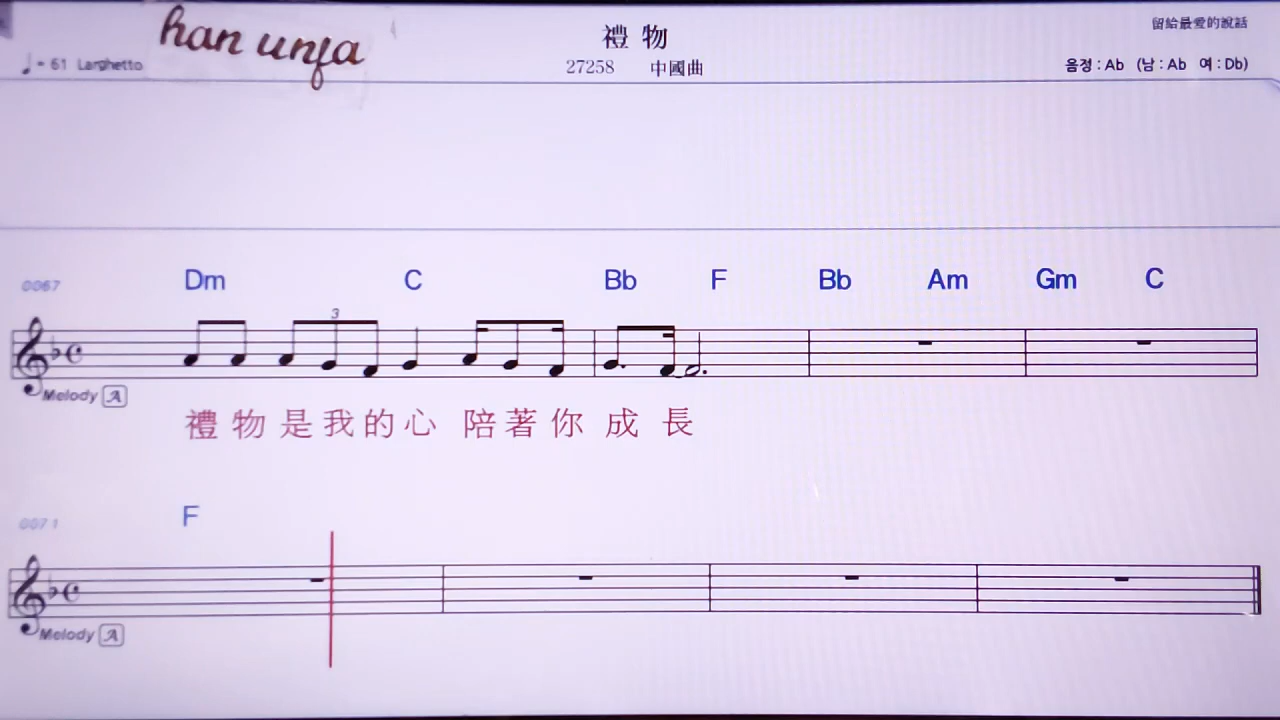 han unfa
禮 物
留給最愛的說話
♩= 61 Larghetto
27258 中國曲
음정 : Ab (남 : Ab 여 : Db)
0067 Dm C Bb F Bb Am Gm C
3
Melody A
禮 物 是 我 的 心 陪 著 你 成 長
0071 F
Melody A